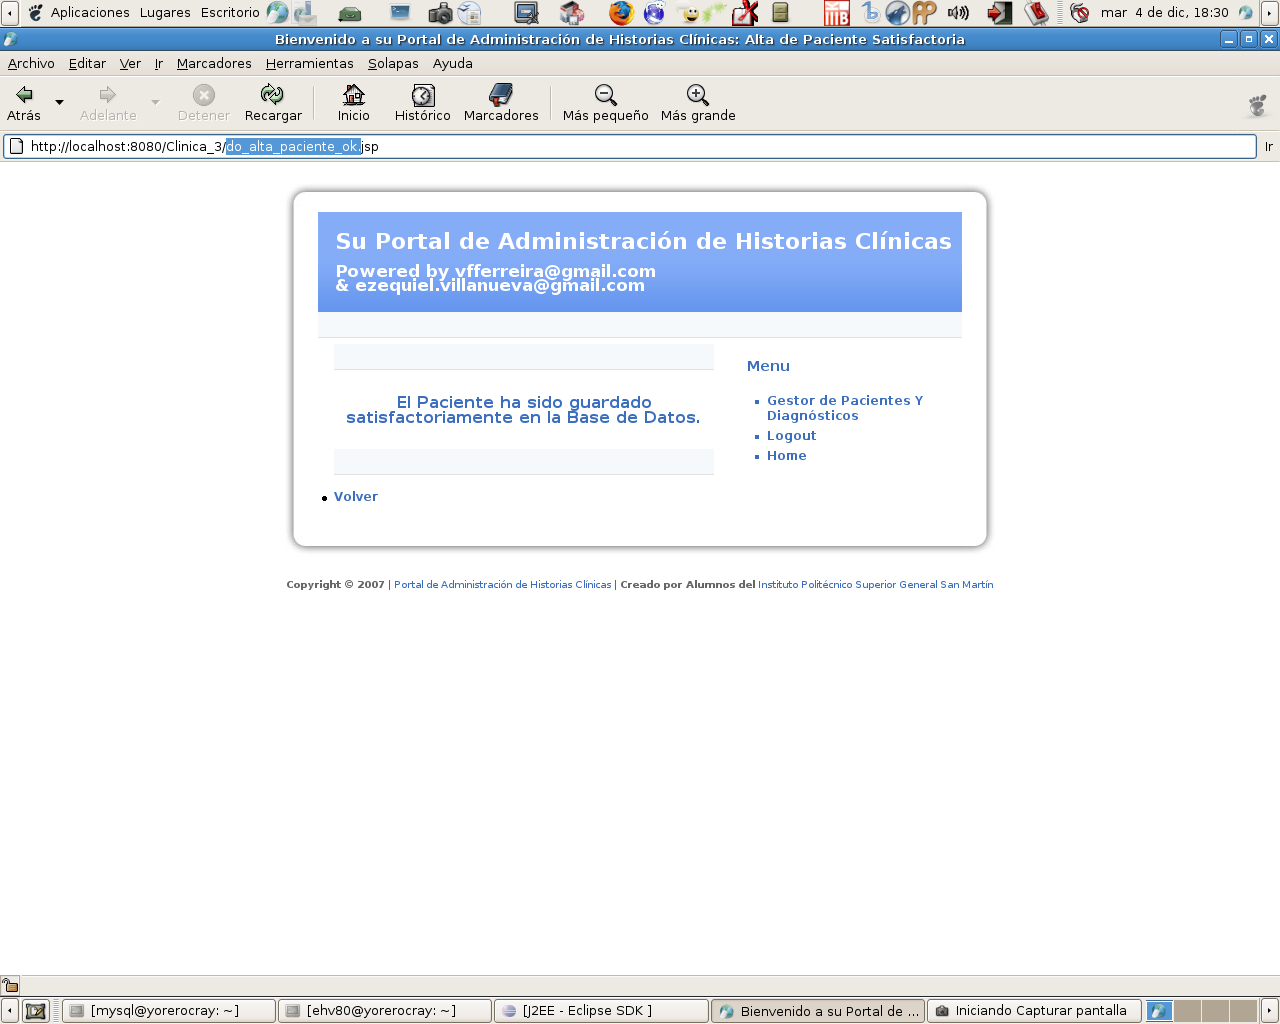 Aplicaciones Lugares Escritorio mar 4 de dic, 18:30
Bienvenido a su Portal de Administración de Historias Clínicas: Alta de Paciente Satisfactoria
Archivo Editar Ver Ir Marcadores Herramientas Solapas Ayuda
Atrás Adelante Detener Recargar Inicio Histórico Marcadores Más pequeño Más grande
http://localhost:8080/Clinica_3/do_alta_paciente_ok.jsp Ir
Su Portal de Administración de Historias Clínicas
Powered by vfferreira@gmail.com
& ezequiel.villanueva@gmail.com
El Paciente ha sido guardado
satisfactoriamente en la Base de Datos.
Volver
Menu
Gestor de Pacientes Y
Diagnósticos
Logout
Home
Copyright © 2007 | Portal de Administración de Historias Clínicas | Creado por Alumnos del Instituto Politécnico Superior General San Martín
[mysql@yorerocray: ~] [ehv80@yorerocray: ~] [J2EE - Eclipse SDK ] Bienvenido a su Portal de ... Iniciando Capturar pantalla